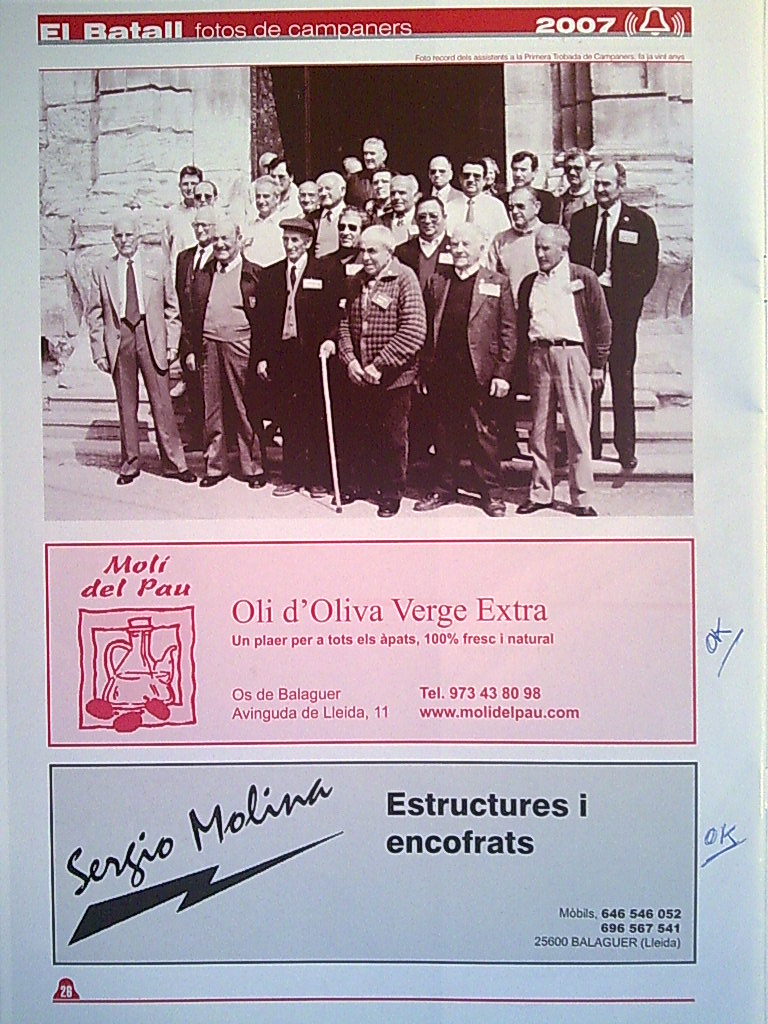 El Batall fotos de campaners 2007
Foto record dels assistents a la Primera Trobada de Campaners, fa ja vint anys
Molí
del Pau
Oli d'Oliva Verge Extra
Un plaer per a tots els àpats, 100% fresc i natural
Os de Balaguer
Avinguda de Lleida, 11
Tel. 973 43 80 98
www.molidelpau.com
OK
Sergio Molina
Estructures i
encofrats
OK
Mòbils, 646 546 052
696 567 541
25600 BALAGUER (Lleida)
26